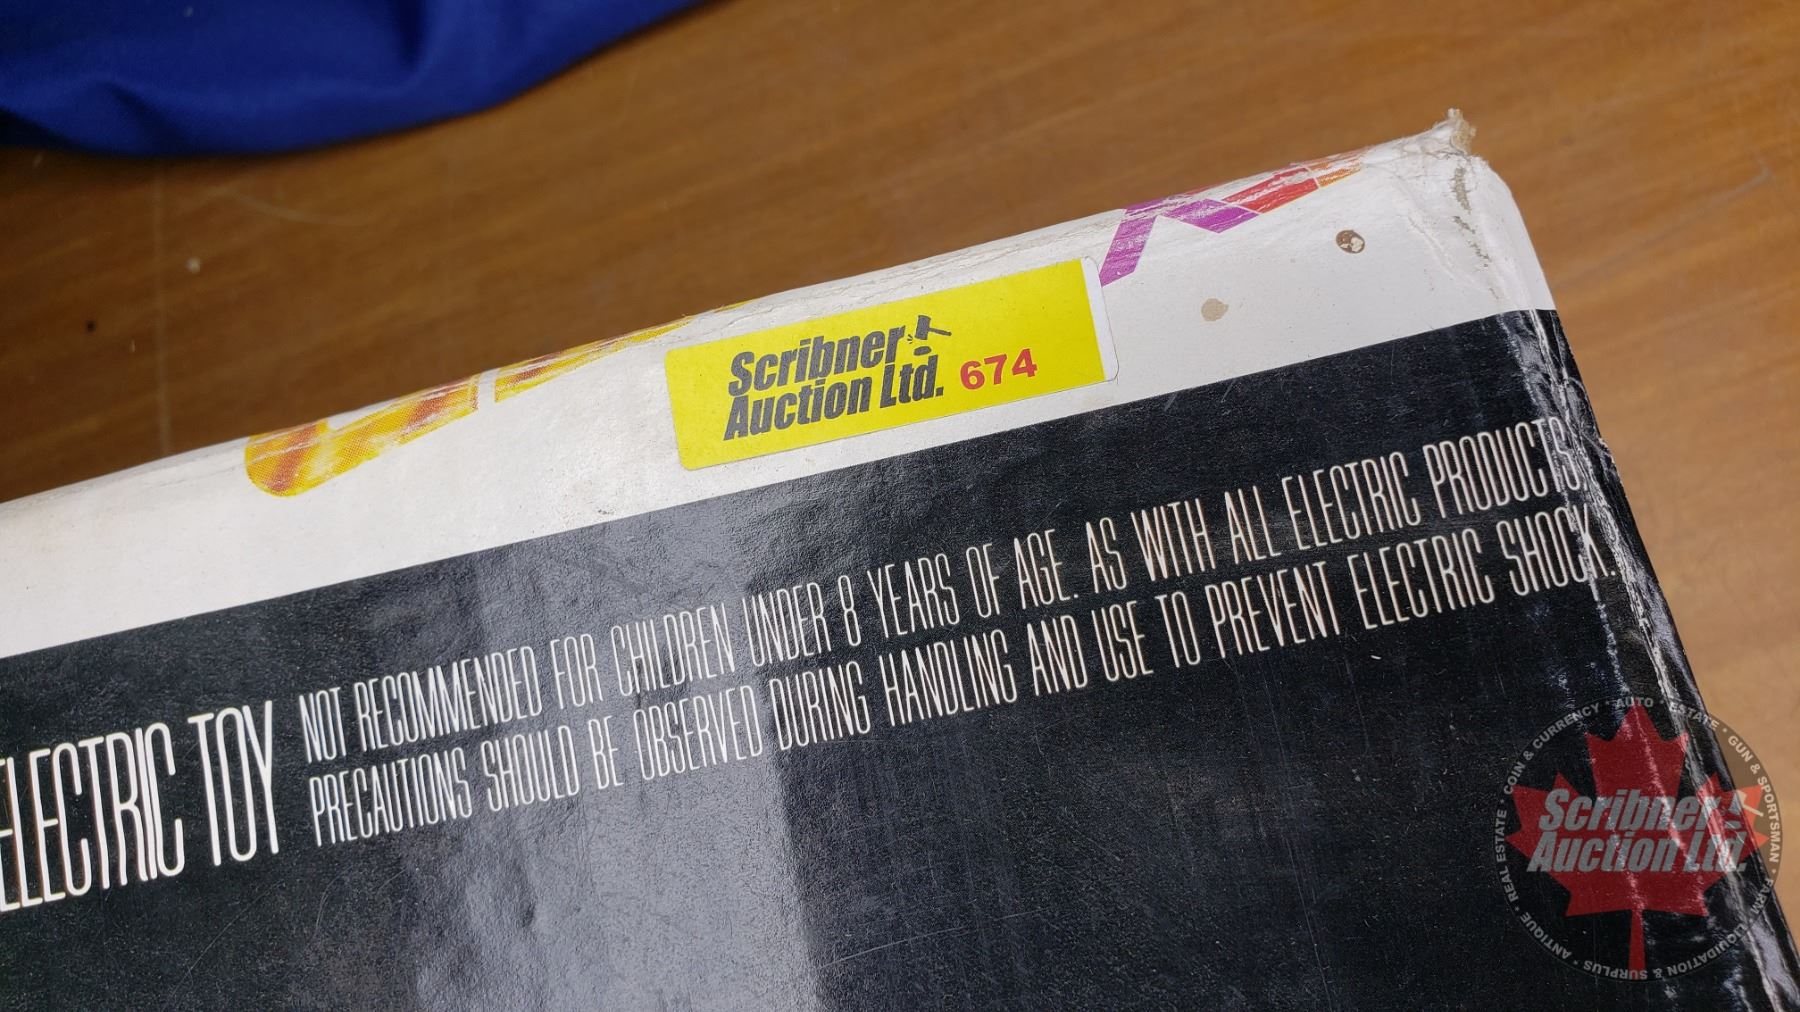 Scribner
Auction Ltd. 674
ELECTRIC TOY
NOT RECOMMENDED FOR CHILDREN UNDER 8 YEARS OF AGE. AS WITH ALL ELECTRIC PRODUCTS,
PRECAUTIONS SHOULD BE OBSERVED DURING HANDLING AND USE TO PREVENT ELECTRIC SHOCK.
Scribner
Auction Ltd.
ANTIQUE • REAL ESTATE • COIN & CURRENCY • AUTO • ESTATE • GUN & SPORTSMAN • FARM • LIQUIDATION & SURPLUS •